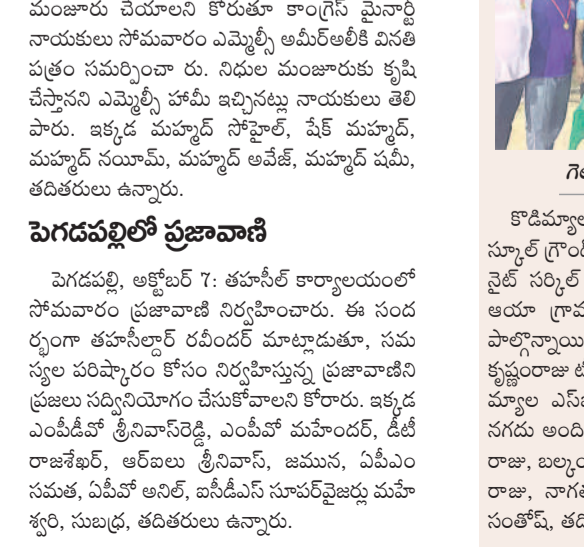 మంజూరు చేయాలని కోరుతూ కాంగ్రెస్ మైనార్టీ
నాయకులు సోమవారం ఎమ్మెల్సీ అమీర్‌అలీకి వినతి
పత్రం సమర్పించా రు. నిధుల మంజూరుకు కృషి
చేస్తానని ఎమ్మెల్సీ హామీ ఇచ్చినట్లు నాయకులు తెలి
పారు. ఇక్కడ మహ్మద్ సోహైల్, షేక్ మహ్మద్,
మహ్మద్ నయీమ్, మహ్మద్ అవేజ్, మహ్మద్ షమీ,
తదితరులు ఉన్నారు.
పెగడపల్లిలో ప్రజావాణి
పెగడపల్లి, అక్టోబర్ 7: తహసీల్ కార్యాలయంలో
సోమవారం ప్రజావాణి నిర్వహించారు. ఈ సంద
ర్భంగా తహసీల్దార్ రవీందర్ మాట్లాడుతూ, సమ
స్యల పరిష్కారం కోసం నిర్వహిస్తున్న ప్రజావాణిని
ప్రజలు సద్వినియోగం చేసుకోవాలని కోరారు. ఇక్కడ
ఎంపీడీవో శ్రీనివాస్‌రెడ్డి, ఎంపీవో మహేందర్, డీటీ
రాజశేఖర్, ఆర్ఐలు శ్రీనివాస్, జమున, ఏపీఎం
సమత, ఏపీవో అనిల్, ఐసీడీఎస్ సూపర్‌వైజర్లు మహే
శ్వరి, సుభద్ర, తదితరులు ఉన్నారు.
స్కూల్
నైట్ సర్కిల్
ఆయా
పాల్గొన్నాయి
కృష్ణంరాజు
మ్యాల
నగదు
రాజు,
రాజు,
సంతోష్,